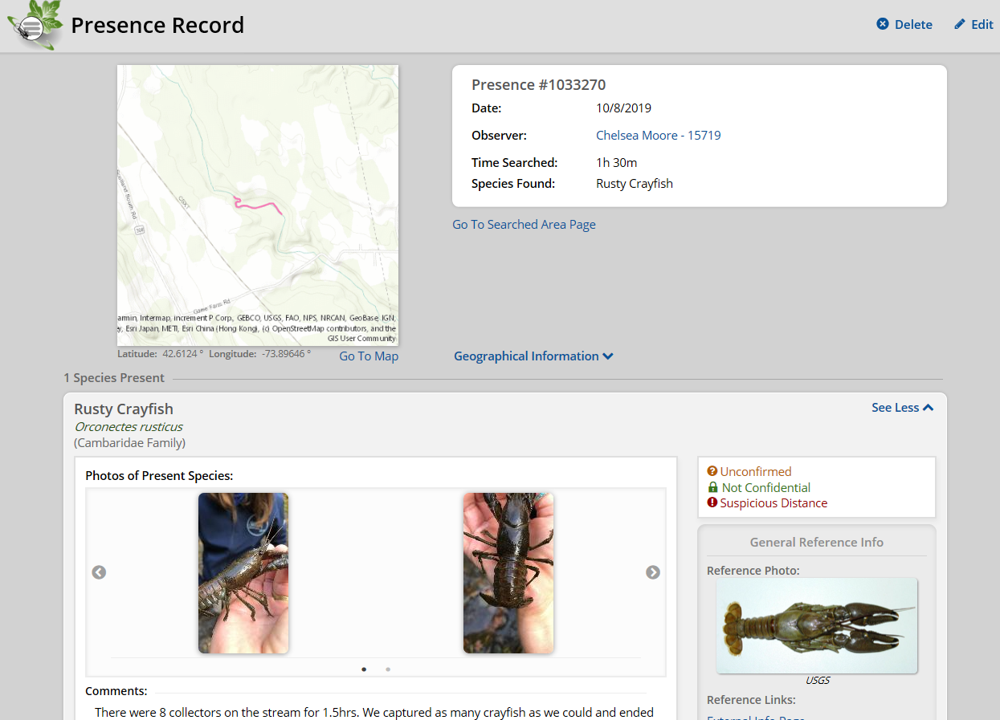 Presence Record
Delete
Edit
Presence #1033270
Date: 10/8/2019
Observer: Chelsea Moore - 15719
Time Searched: 1h 30m
Species Found: Rusty Crayfish
Go To Searched Area Page
South Rd
CSXT
308
Game Farm Rd
armin, Intermap, increment P Corp., GEBCO, USGS, FAO, NPS, NRCAN, GeoBase, IGN,
Esri Japan, METI, Esri China (Hong Kong), (c) OpenStreetMap contributors, and the
GIS User Community
Latitude: 42.6124 ° Longitude: -73.89646 °
Go To Map
Geographical Information
1 Species Present
Rusty Crayfish
See Less
Orconectes rusticus
(Cambaridae Family)
Photos of Present Species:
Unconfirmed
Not Confidential
Suspicious Distance
General Reference Info
Reference Photo:
USGS
Reference Links:
External Info Page
Comments:
There were 8 collectors on the stream for 1.5hrs. We captured as many crayfish as we could and ended